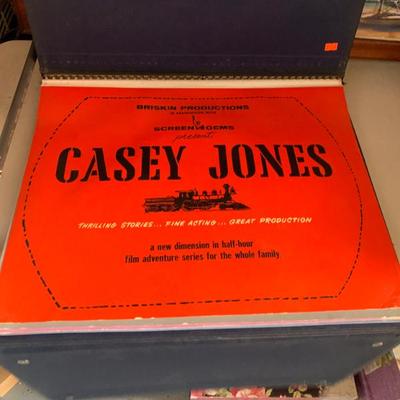 BRISKIN PRODUCTIONS
SCREEN GEMS
present
CASEY JONES
THRILLING STORIES... FINE ACTING... GREAT PRODUCTION
a new dimension in half-hour
film adventure series for the whole family